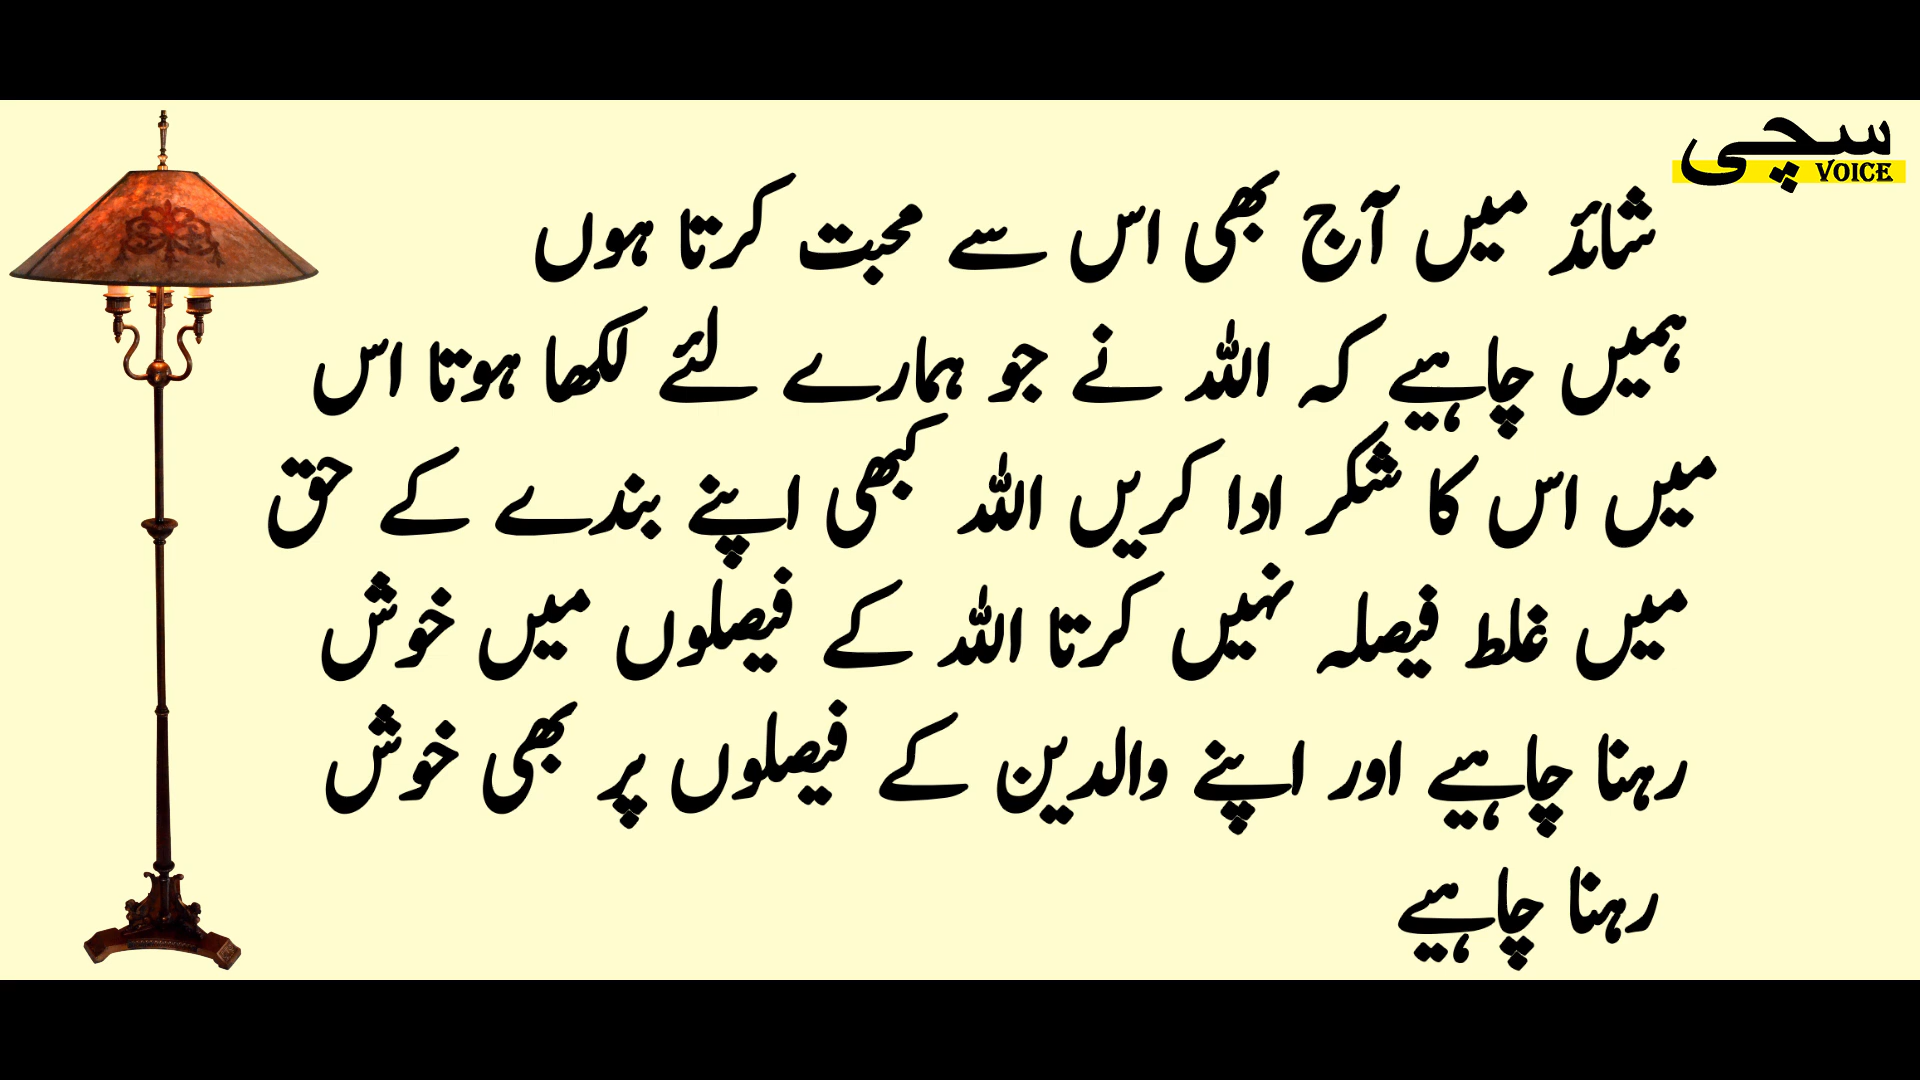 سچی
VOICE
شائد میں آج بھی اس سے محبت کرتا ہوں
ہمیں چاہیے کہ اللہ نے جو ہمارے لئے لکھا ہوتا اس
میں اس کا شکر ادا کریں اللہ کبھی اپنے بندے کے حق
میں غلط فیصلہ نہیں کرتا اللہ کے فیصلوں میں خوش
رہنا چاہیے اور اپنے والدین کے فیصلوں پر بھی خوش
رہنا چاہیے